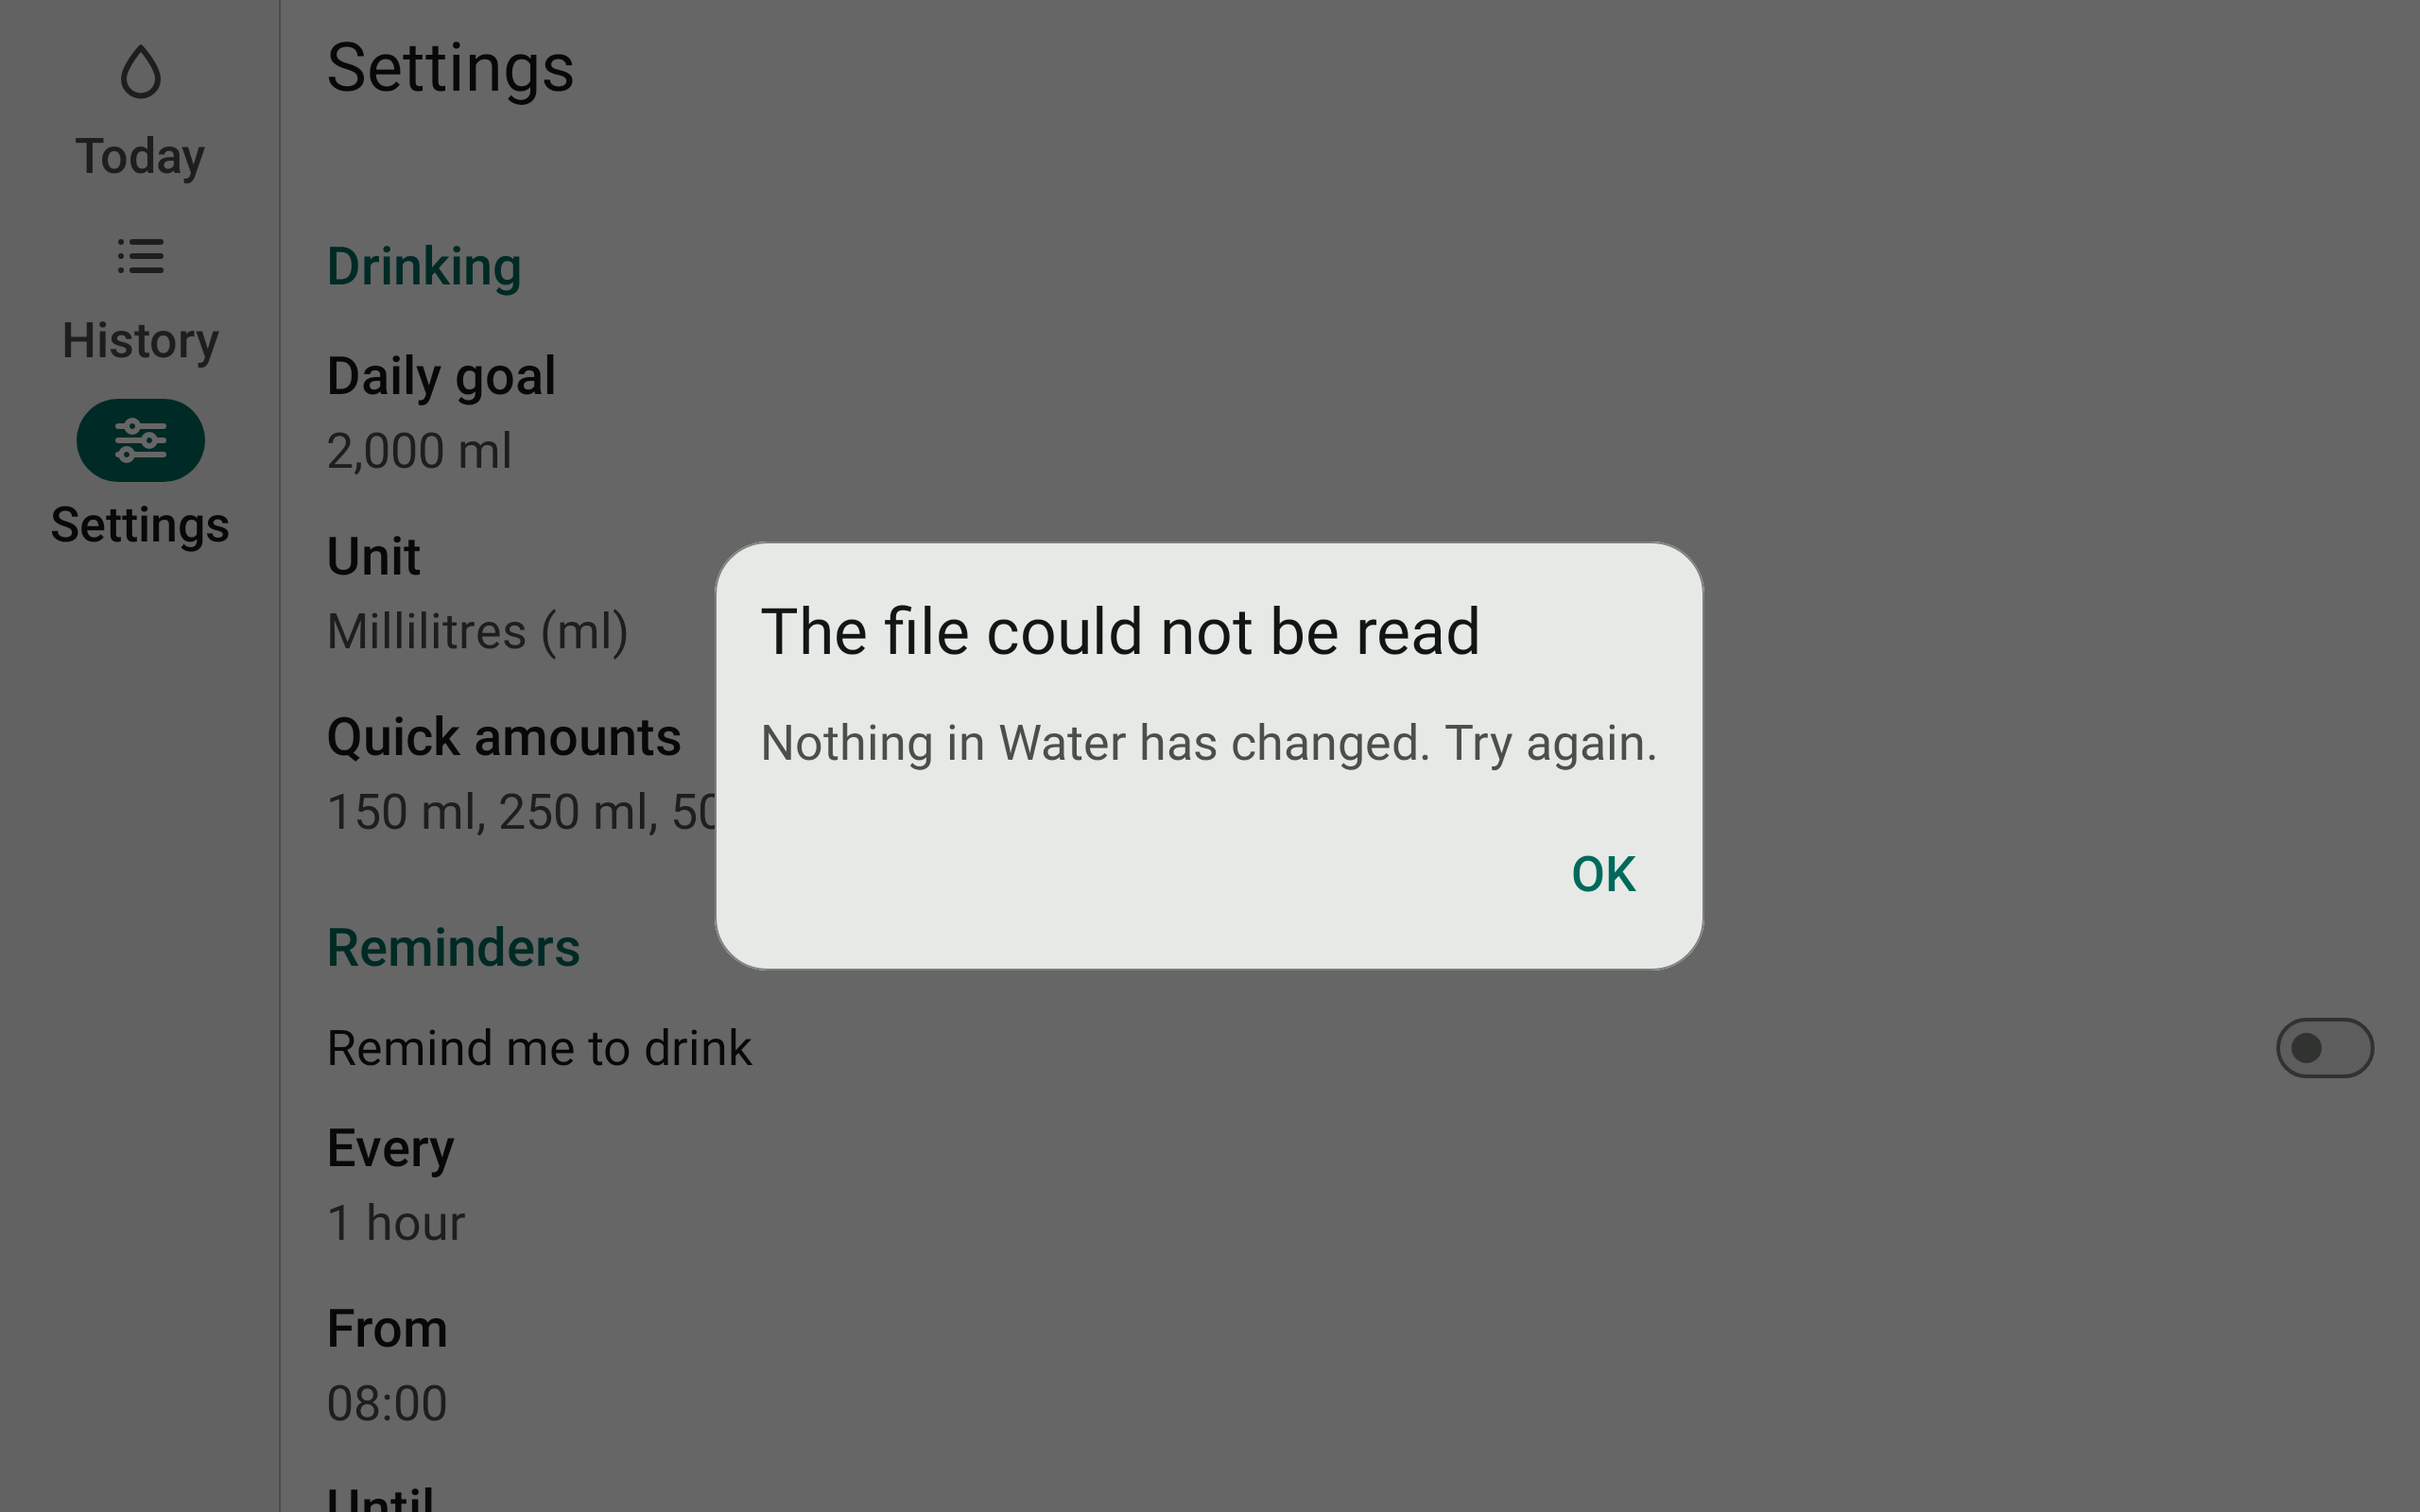 Today
History
Settings
Settings
Drinking
Daily goal
2,000 ml
Unit
Millilitres (ml)
Quick amounts
150 ml, 250 ml, 50
Reminders
Remind me to drink
Every
1 hour
From
08:00
Until
The file could not be read
Nothing in Water has changed. Try again.
OK